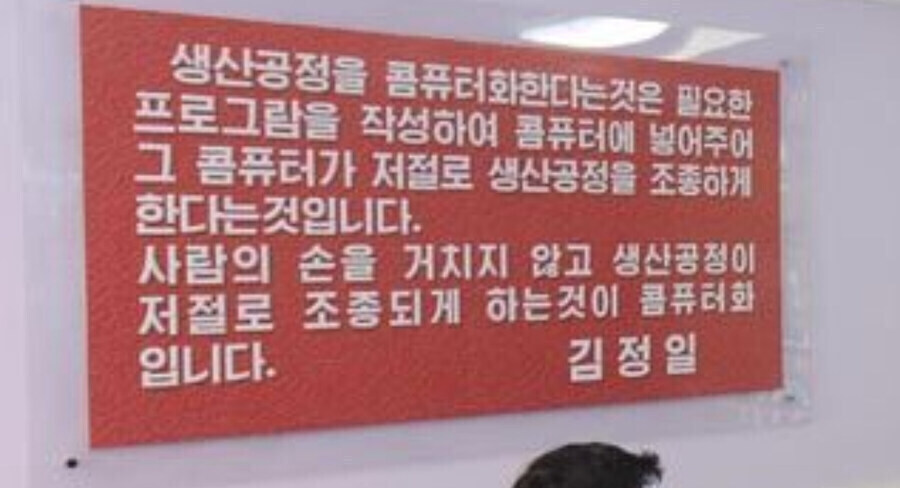 생산공정을 콤퓨터화한다는것은 필요한
프로그람을 작성하여 콤퓨터에 넣어주어
그 콤퓨터가 저절로 생산공정을 조종하게
한다는것입니다.
사람의 손을 거치지 않고 생산공정이
저절로 조종되게 하는것이 콤퓨터화
입니다.
김정일